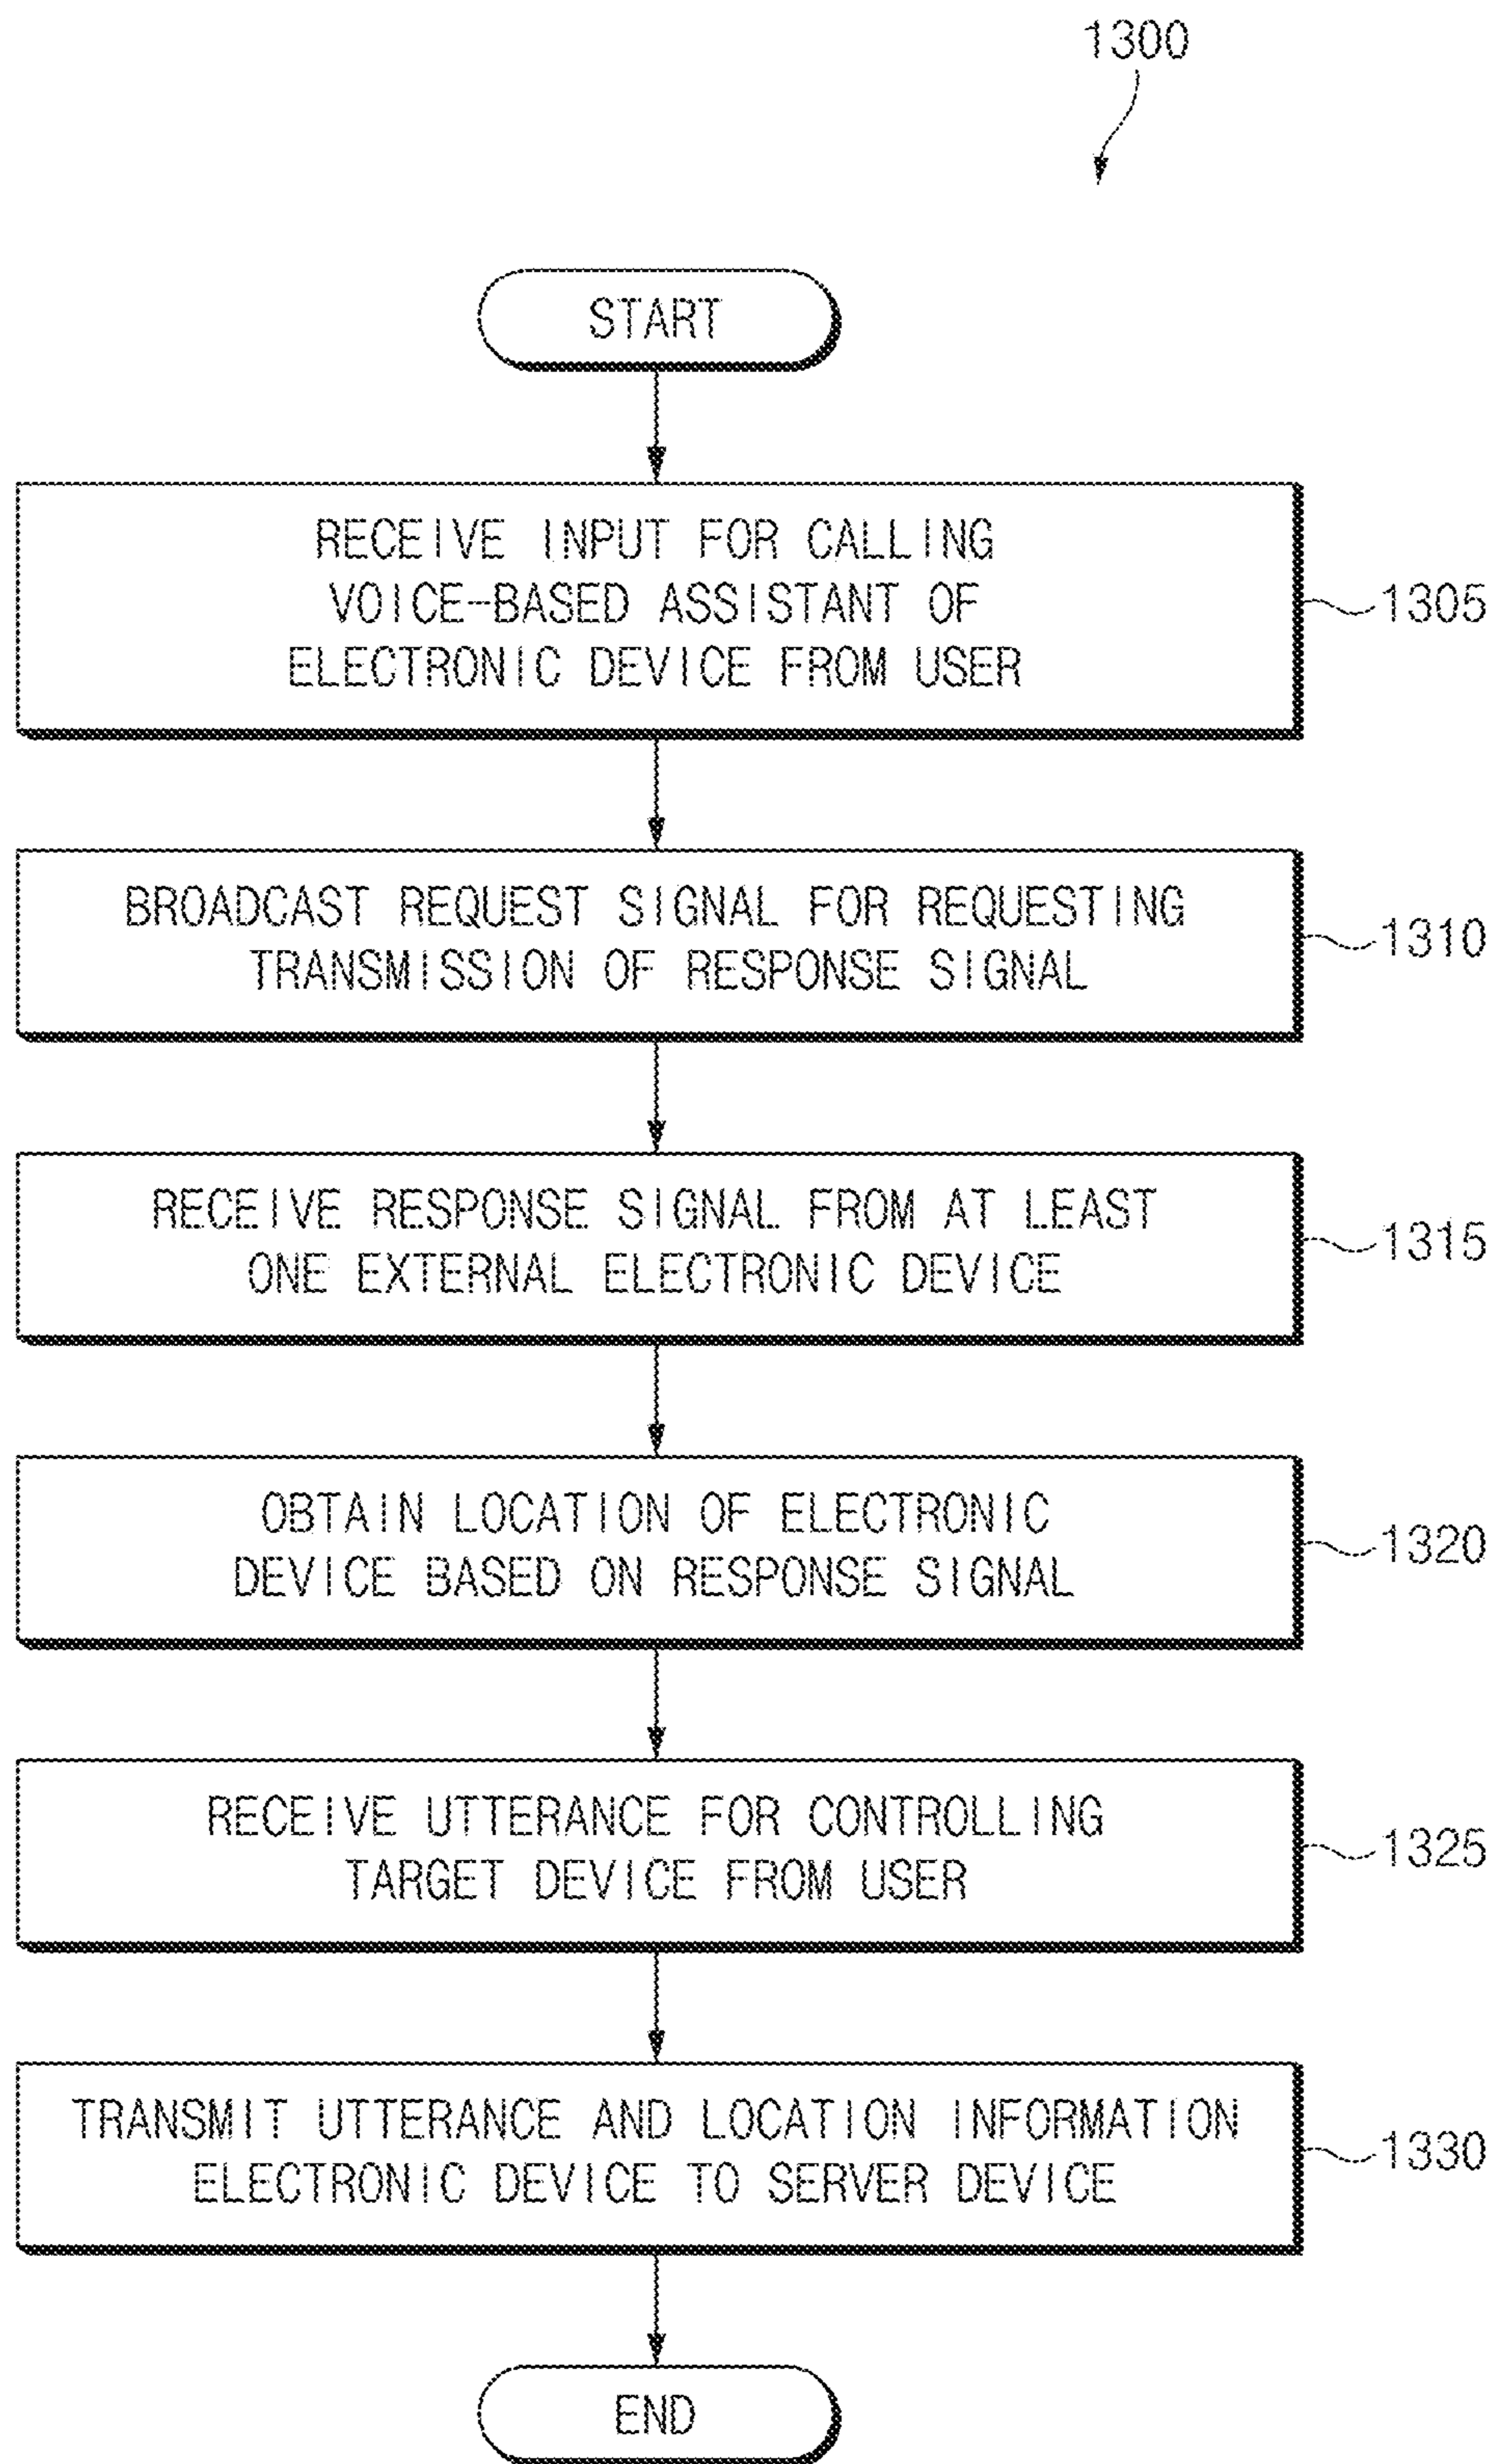 1300
START
RECEIVE INPUT FOR CALLING
VOICE-BASED ASSISTANT OF
ELECTRONIC DEVICE FROM USER
1305
BROADCAST REQUEST SIGNAL FOR REQUESTING
TRANSMISSION OF RESPONSE SIGNAL
1310
RECEIVE RESPONSE SIGNAL FROM AT LEAST
ONE EXTERNAL ELECTRONIC DEVICE
1315
OBTAIN LOCATION OF ELECTRONIC
DEVICE BASED ON RESPONSE SIGNAL
1320
RECEIVE UTTERANCE FOR CONTROLLING
TARGET DEVICE FROM USER
1325
TRANSMIT UTTERANCE AND LOCATION INFORMATION
ELECTRONIC DEVICE TO SERVER DEVICE
1330
END